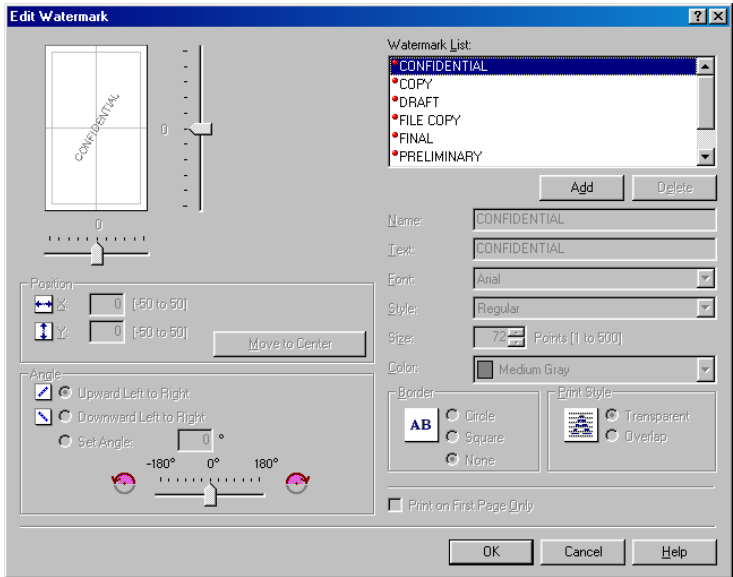 Edit Watermark
CONFIDENTIAL
0
0
Watermark List:
CONFIDENTIAL
COPY
DRAFT
FILE COPY
FINAL
PRELIMINARY
Add Delete
Name: CONFIDENTIAL
Text: CONFIDENTIAL
Font: Arial
Style: Regular
Size: 72 Points [1 to 500]
Color: Medium Gray
Position
X: 0 [-50 to 50]
Y: 0 [-50 to 50]
Move to Center
Angle
Upward Left to Right
Downward Left to Right
Set Angle: 0 °
-180° 0° 180°
Border
AB
Circle
Square
None
Print Style
Transparent
Overlap
Print on First Page Only
OK Cancel Help